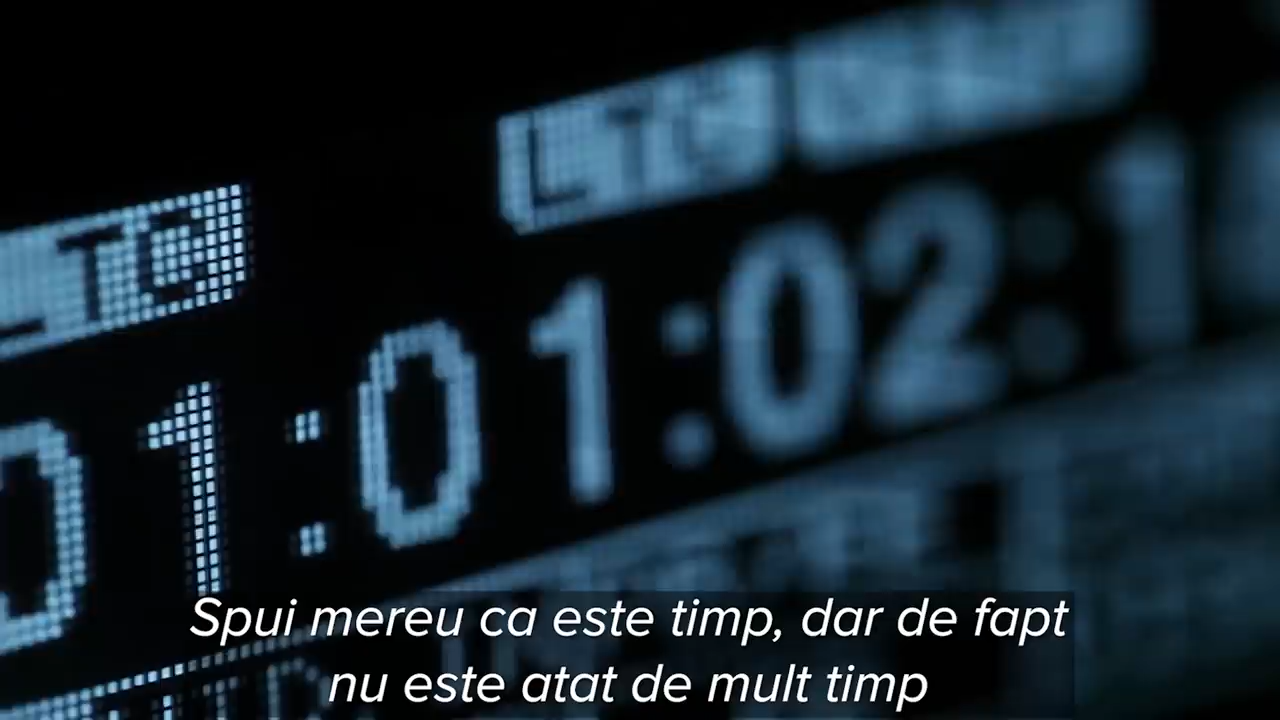 LTC
TC
01:01:02:1
Spui mereu ca este timp, dar de fapt
nu este atat de mult timp